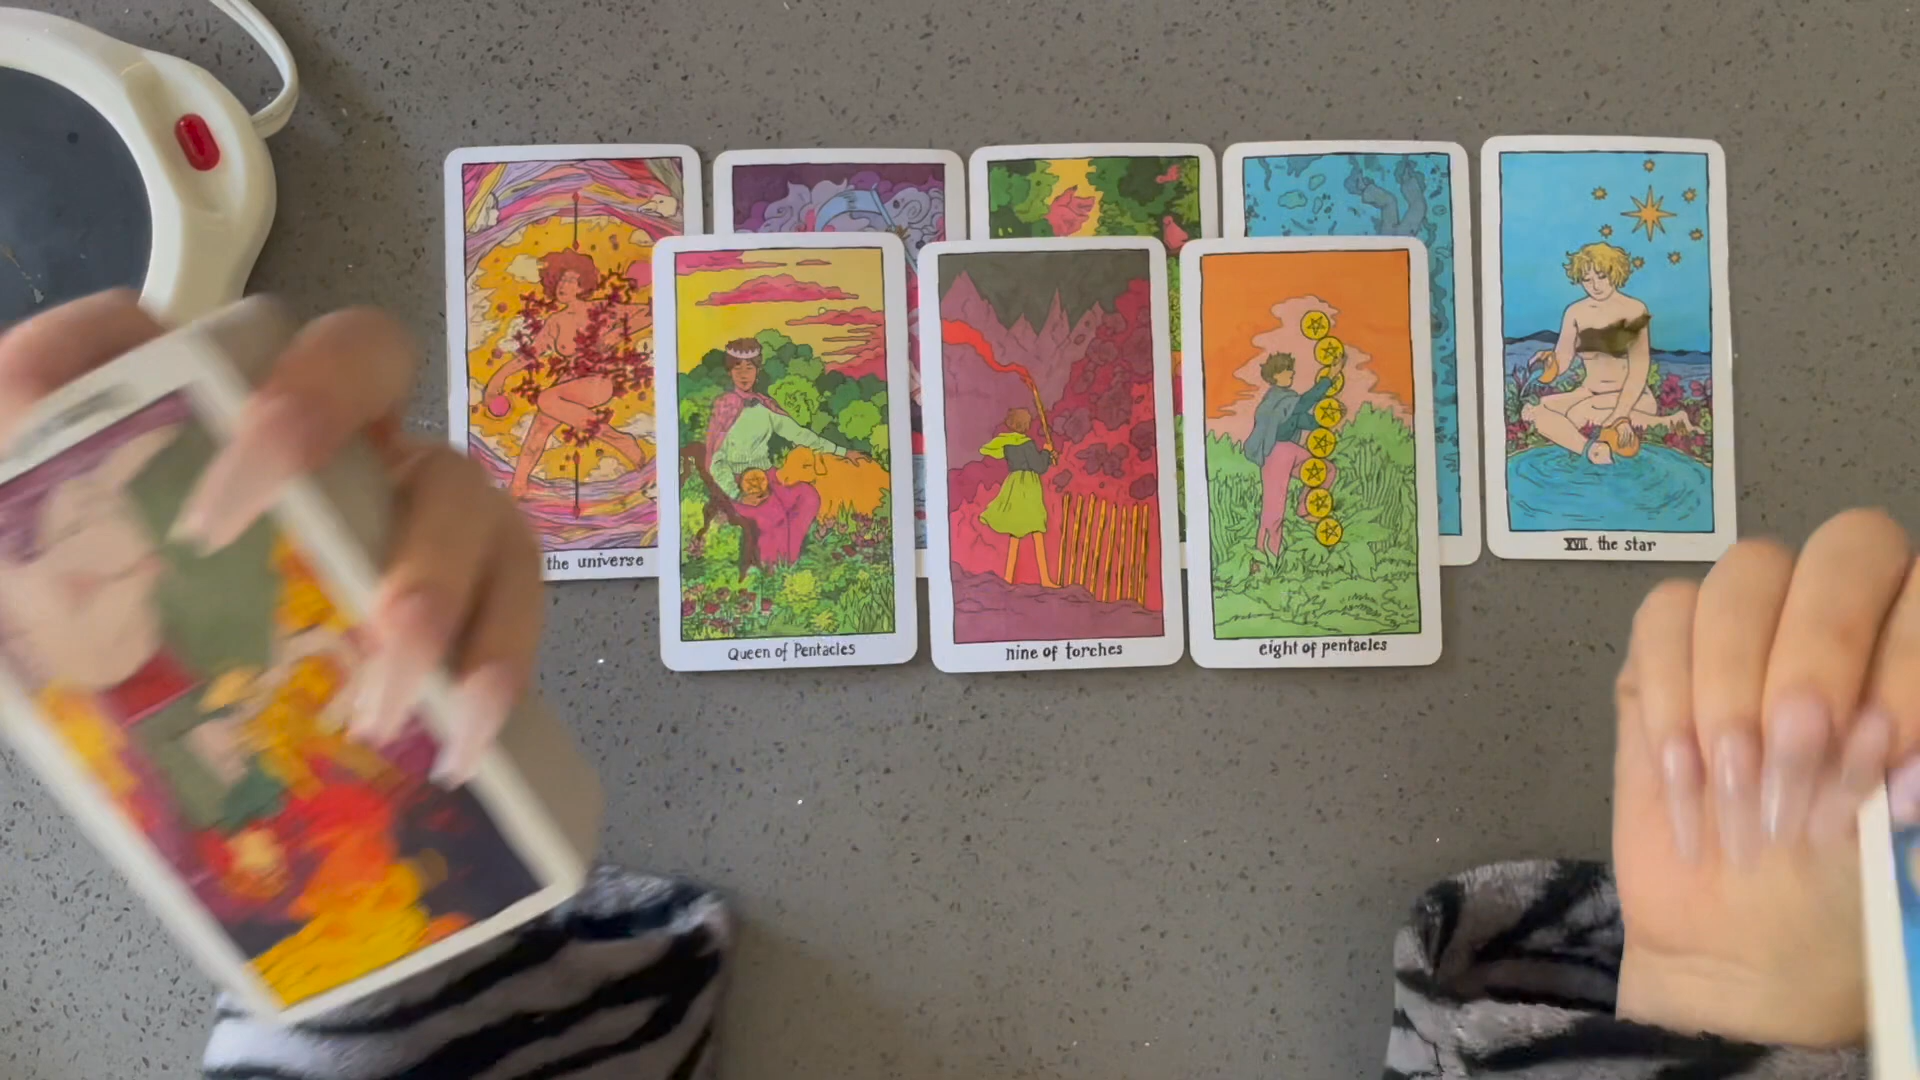 the universe
XVII. the star
Queen of Pentacles
nine of torches
eight of pentacles